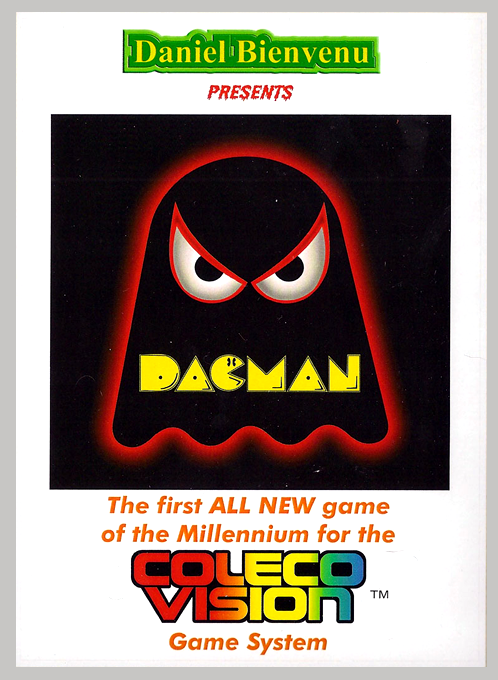 Daniel Bienvenu
PRESENTS
DACMAN
The first ALL NEW game
of the Millennium for the
COLECO
VISION ™
Game System